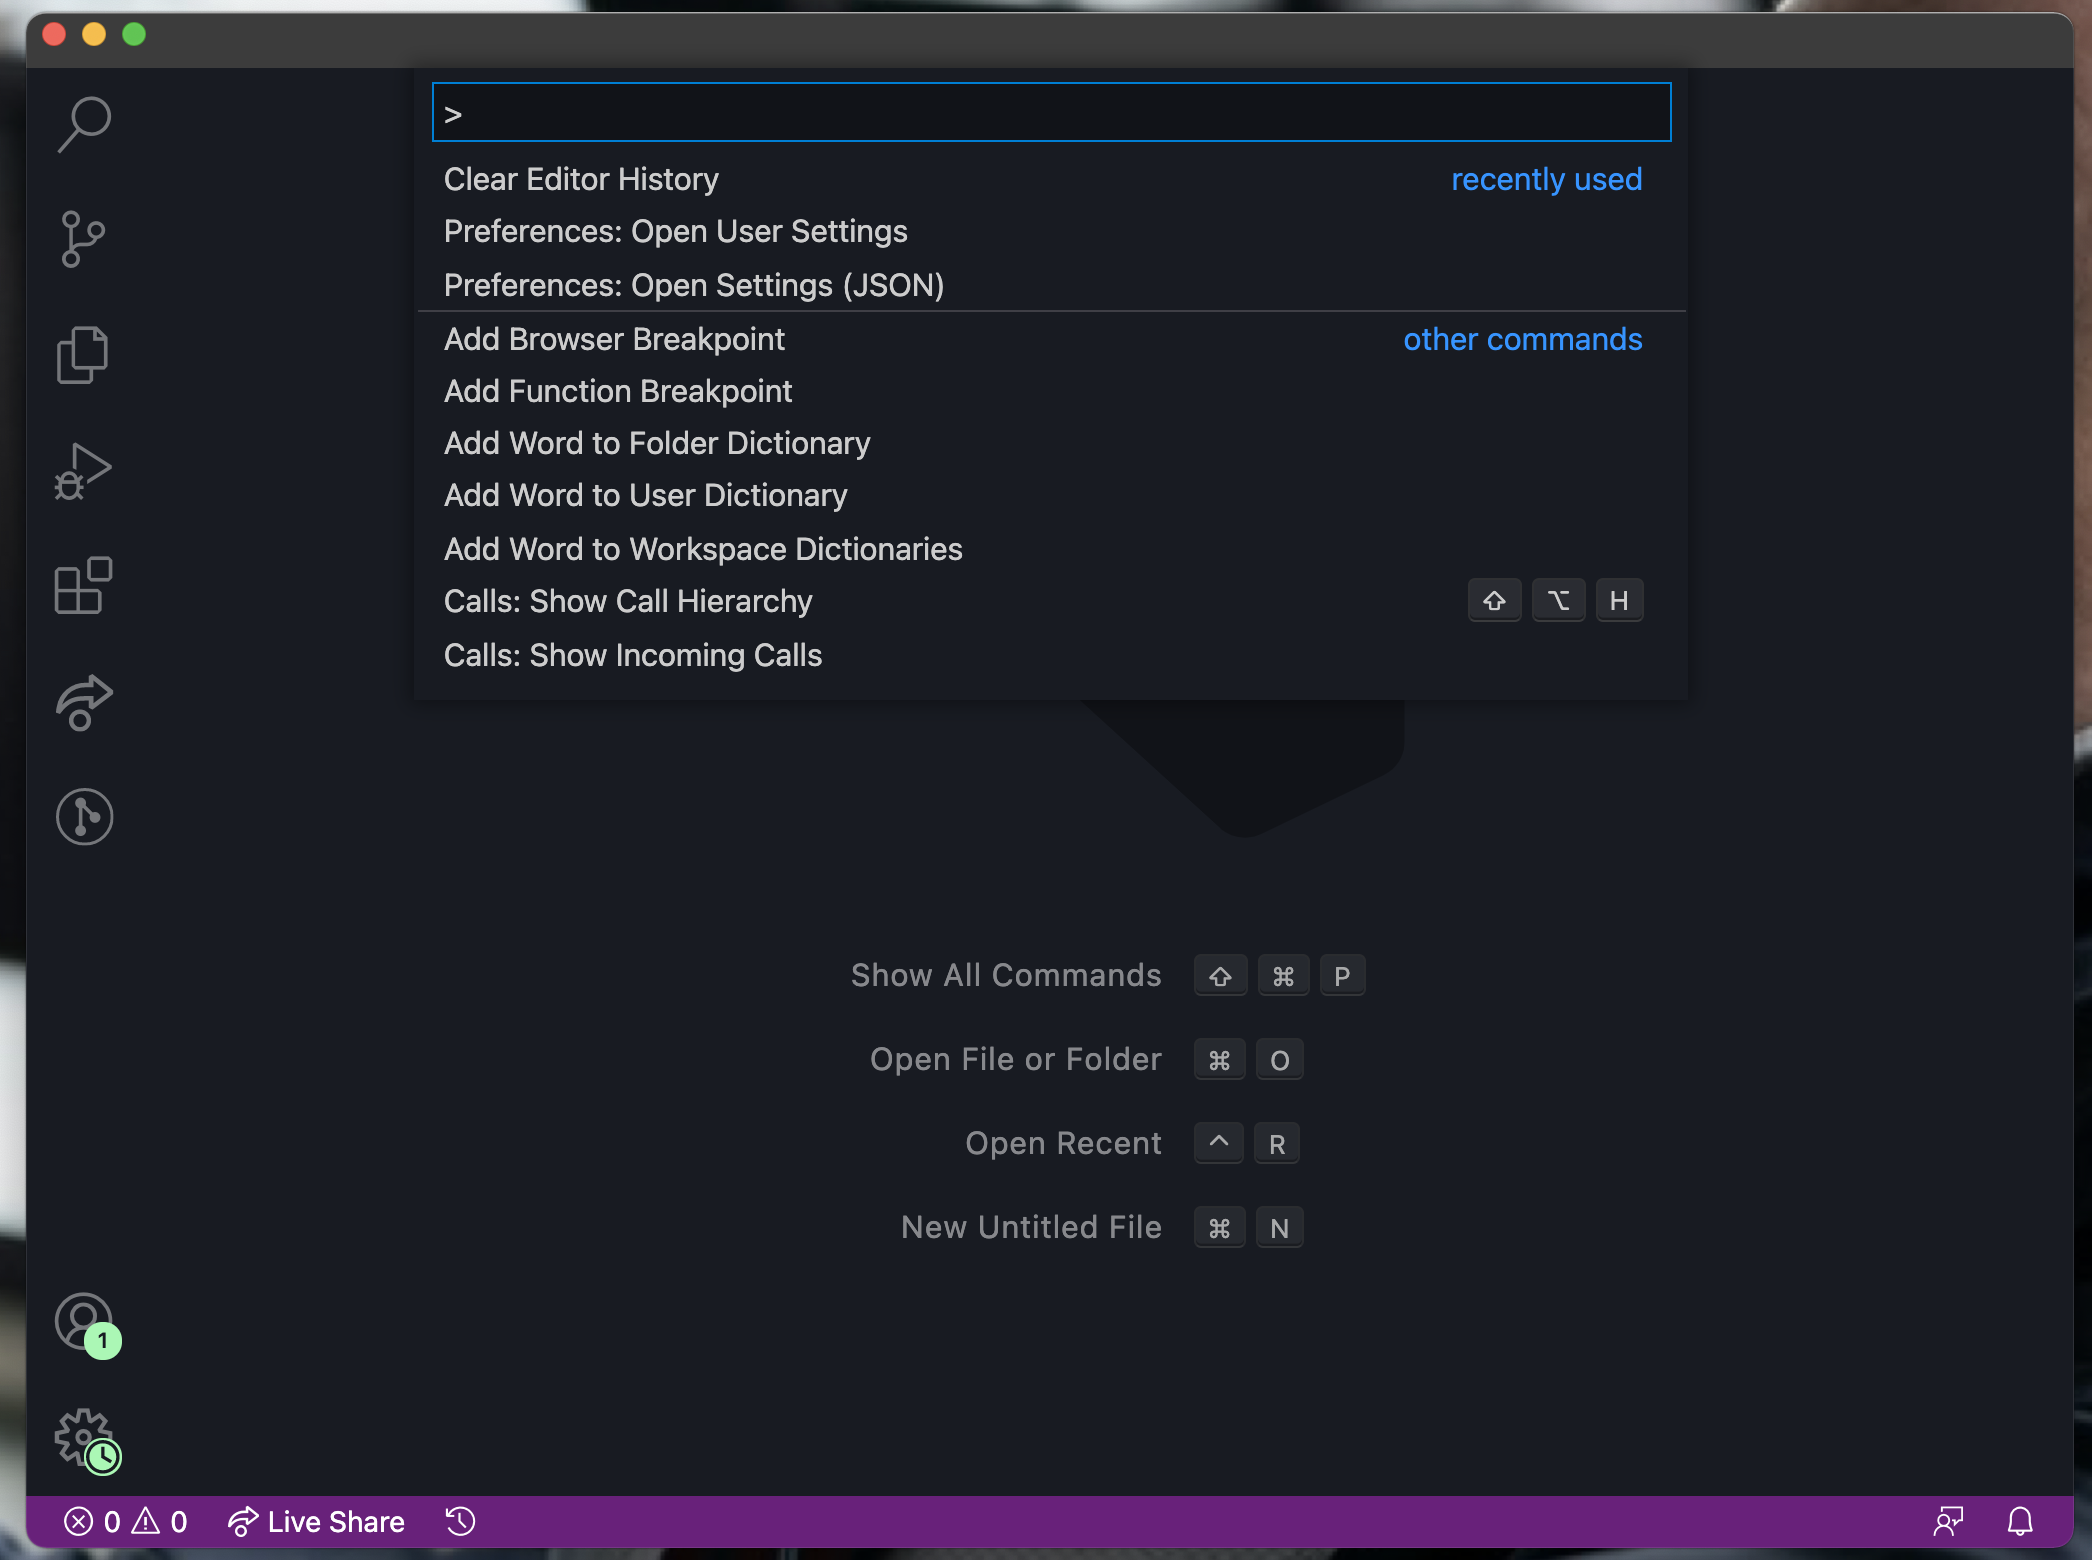 >
Clear Editor History recently used
Preferences: Open User Settings
Preferences: Open Settings (JSON)
Add Browser Breakpoint other commands
Add Function Breakpoint
Add Word to Folder Dictionary
Add Word to User Dictionary
Add Word to Workspace Dictionaries
Calls: Show Call Hierarchy ⇧ ⌥ H
Calls: Show Incoming Calls
Show All Commands ⇧ ⌘ P
Open File or Folder ⌘ O
Open Recent ^ R
New Untitled File ⌘ N
1
0 0 Live Share